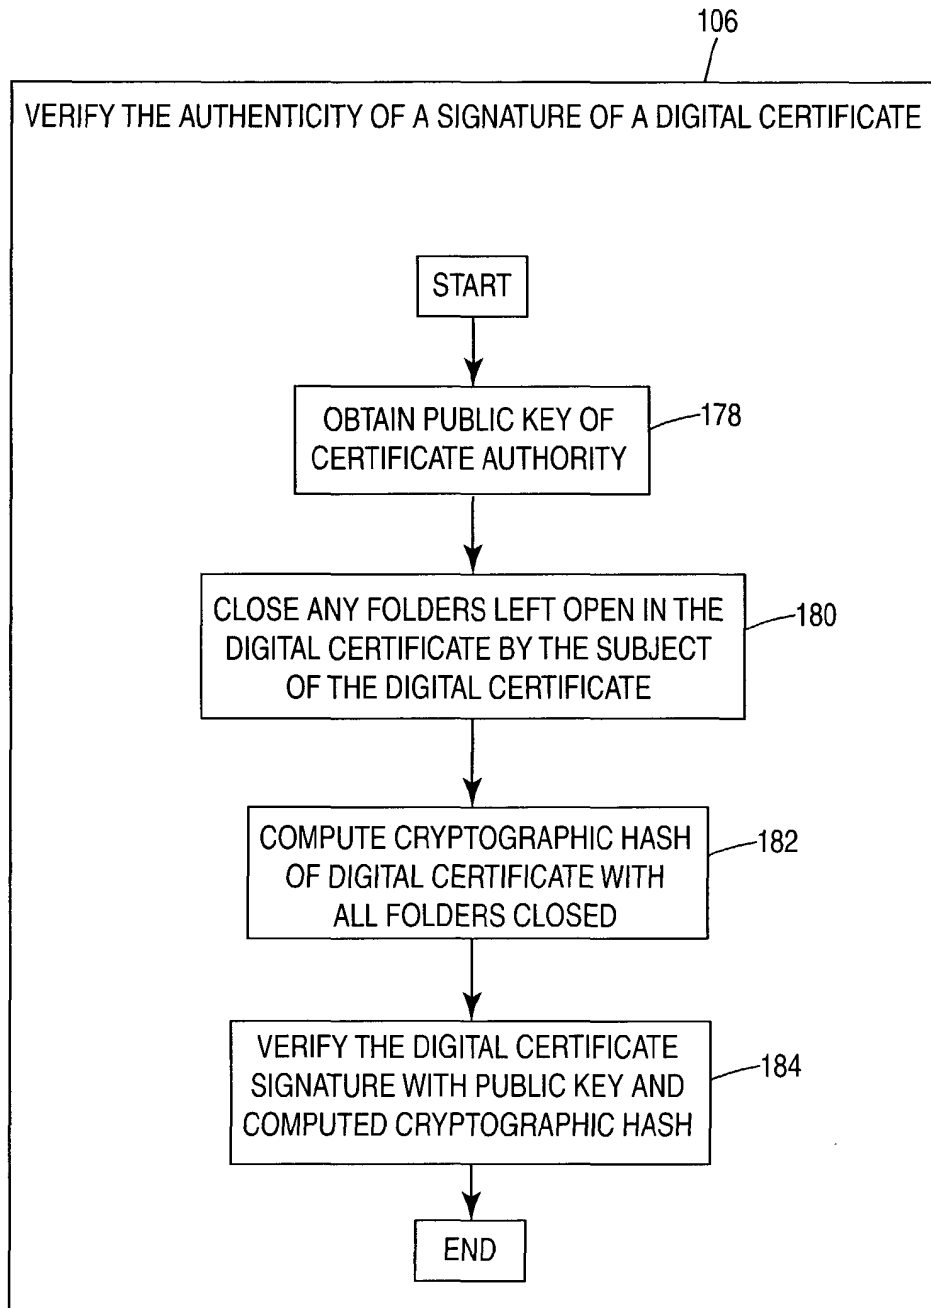 106
VERIFY THE AUTHENTICITY OF A SIGNATURE OF A DIGITAL CERTIFICATE
START
OBTAIN PUBLIC KEY OF
CERTIFICATE AUTHORITY
178
CLOSE ANY FOLDERS LEFT OPEN IN THE
DIGITAL CERTIFICATE BY THE SUBJECT
OF THE DIGITAL CERTIFICATE
180
COMPUTE CRYPTOGRAPHIC HASH
OF DIGITAL CERTIFICATE WITH
ALL FOLDERS CLOSED
182
VERIFY THE DIGITAL CERTIFICATE
SIGNATURE WITH PUBLIC KEY AND
COMPUTED CRYPTOGRAPHIC HASH
184
END